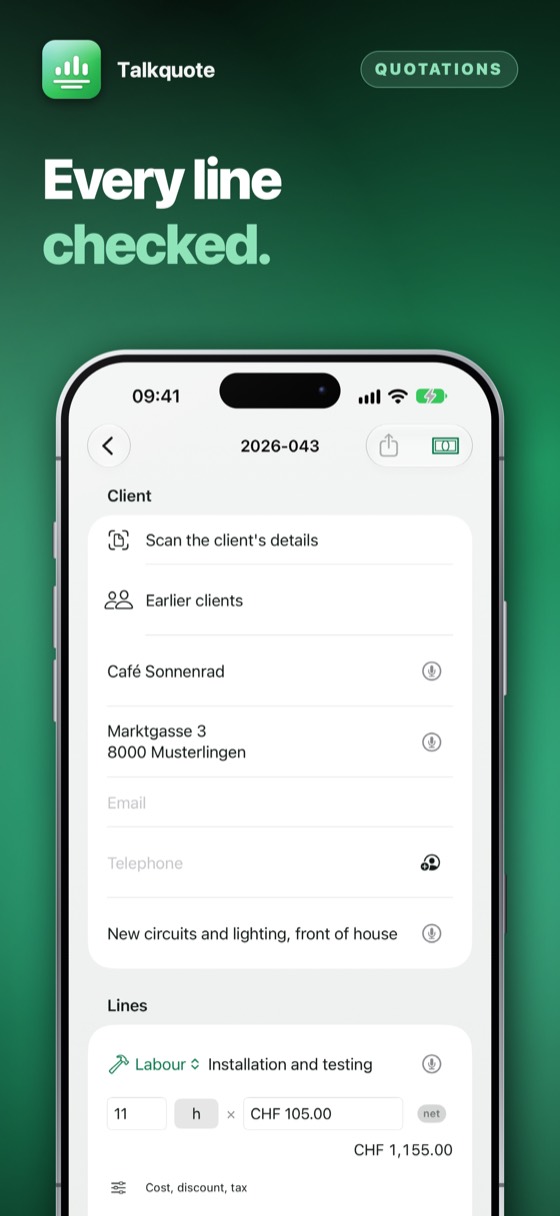 Talkquote
QUOTATIONS
Every line
checked.
09:41
2026-043
Client
Scan the client's details
Earlier clients
Café Sonnenrad
Marktgasse 3
8000 Musterlingen
Email
Telephone
New circuits and lighting, front of house
Lines
Labour Installation and testing
11 h × CHF 105.00 net
CHF 1,155.00
Cost, discount, tax